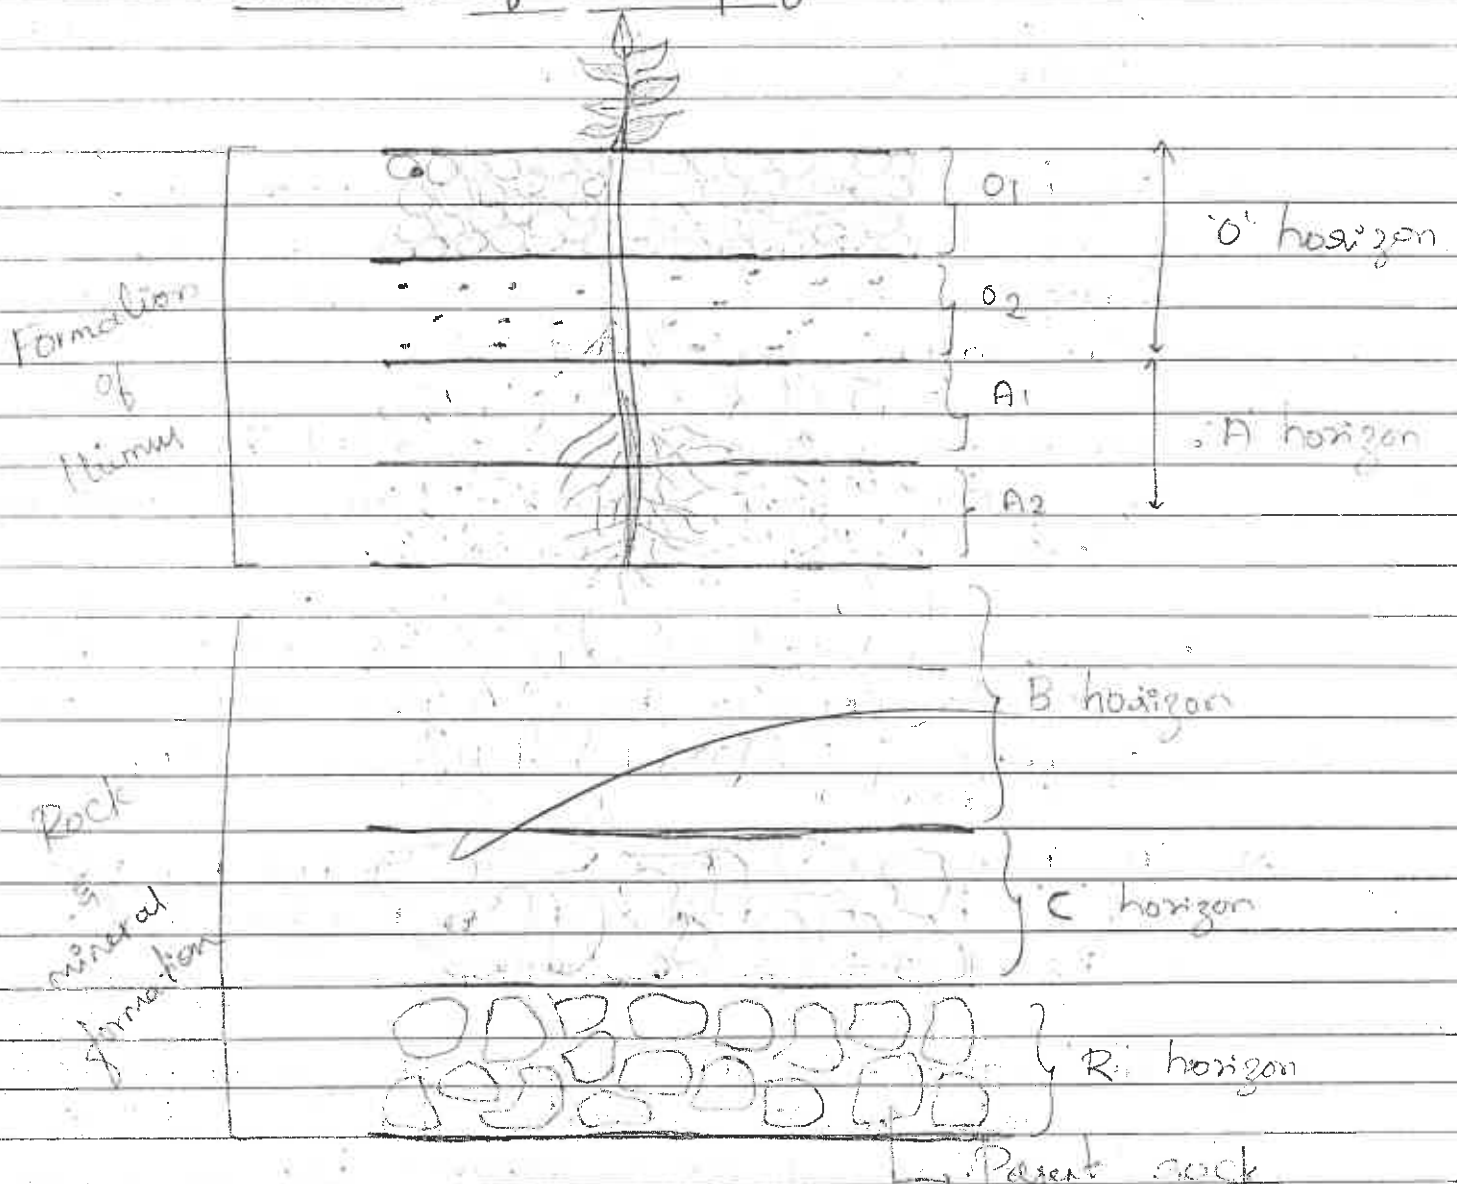 O1
'O' horizon
O2
Formation
of
Humus
A1
'A' horizon
A2
B horizon
Rock
&
mineral
formation
'C' horizon
'R' horizon
Parent rock